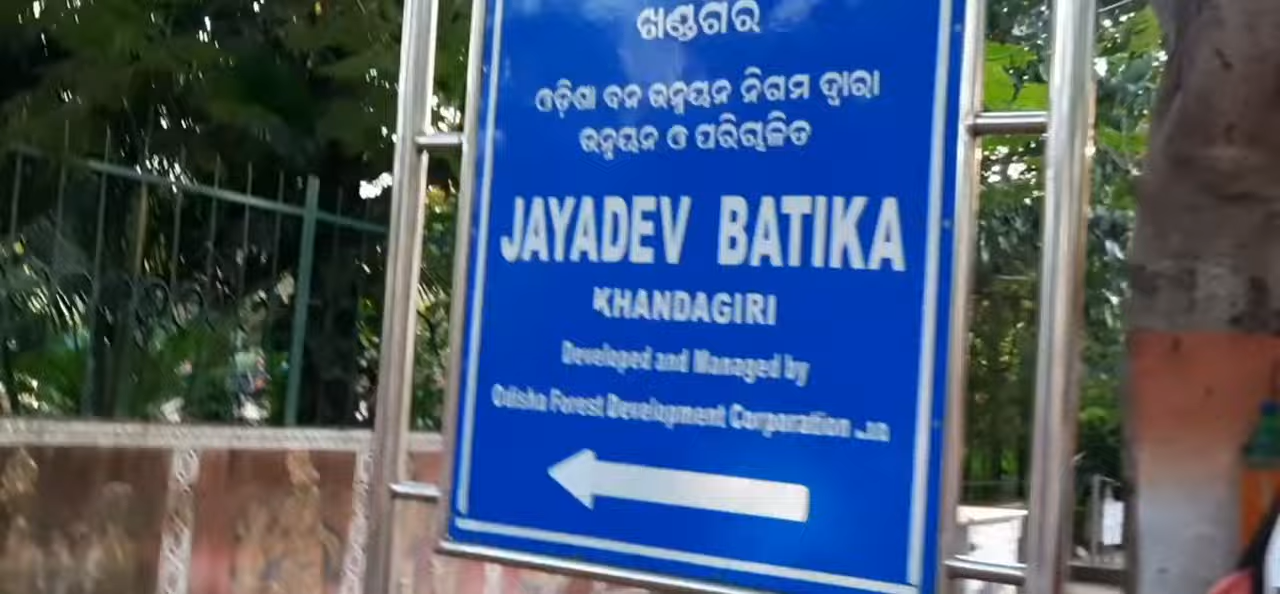 ଖଣ୍ଡଗିରି
ଓଡ଼ିଶା ବନ ଉନ୍ନୟନ ନିଗମ ଦ୍ୱାରା
ଉନ୍ନୟନ ଓ ପରିଚାଳିତ
JAYADEV BATIKA
KHANDAGIRI
Developed and Managed by
Odisha Forest Development Corporation